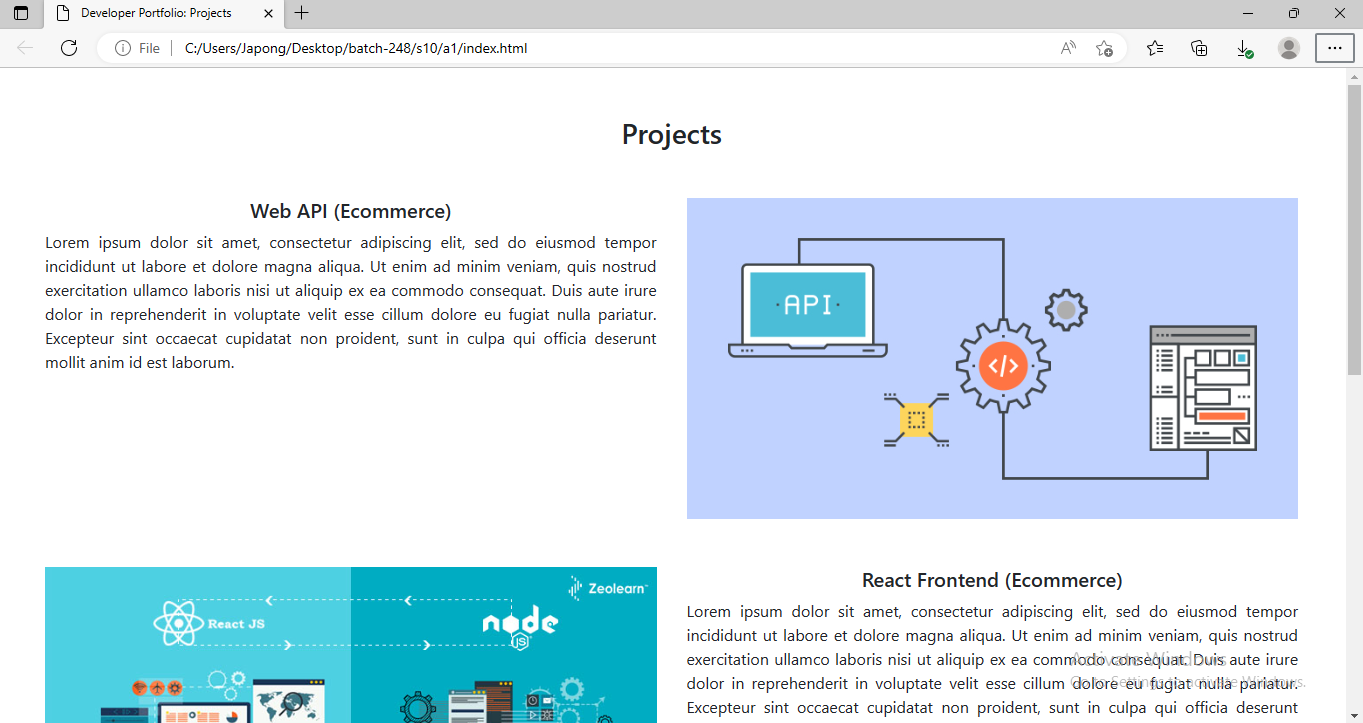 Developer Portfolio: Projects
File
C:/Users/Japong/Desktop/batch-248/s10/a1/index.html
Projects
Web API (Ecommerce)
Lorem ipsum dolor sit amet, consectetur adipiscing elit, sed do eiusmod tempor
incididunt ut labore et dolore magna aliqua. Ut enim ad minim veniam, quis nostrud
exercitation ullamco laboris nisi ut aliquip ex ea commodo consequat. Duis aute irure
dolor in reprehenderit in voluptate velit esse cillum dolore eu fugiat nulla pariatur.
Excepteur sint occaecat cupidatat non proident, sunt in culpa qui officia deserunt
mollit anim id est laborum.
API
</>
Zeolearn
React JS
node
JS
React Frontend (Ecommerce)
Lorem ipsum dolor sit amet, consectetur adipiscing elit, sed do eiusmod tempor
incididunt ut labore et dolore magna aliqua. Ut enim ad minim veniam, quis nostrud
exercitation ullamco laboris nisi ut aliquip ex ea commodo consequat. Duis aute irure
dolor in reprehenderit in voluptate velit esse cillum dolore eu fugiat nulla pariatur.
Excepteur sint occaecat cupidatat non proident, sunt in culpa qui officia deserunt
Activate Windows
Go to Settings to activate Windows.